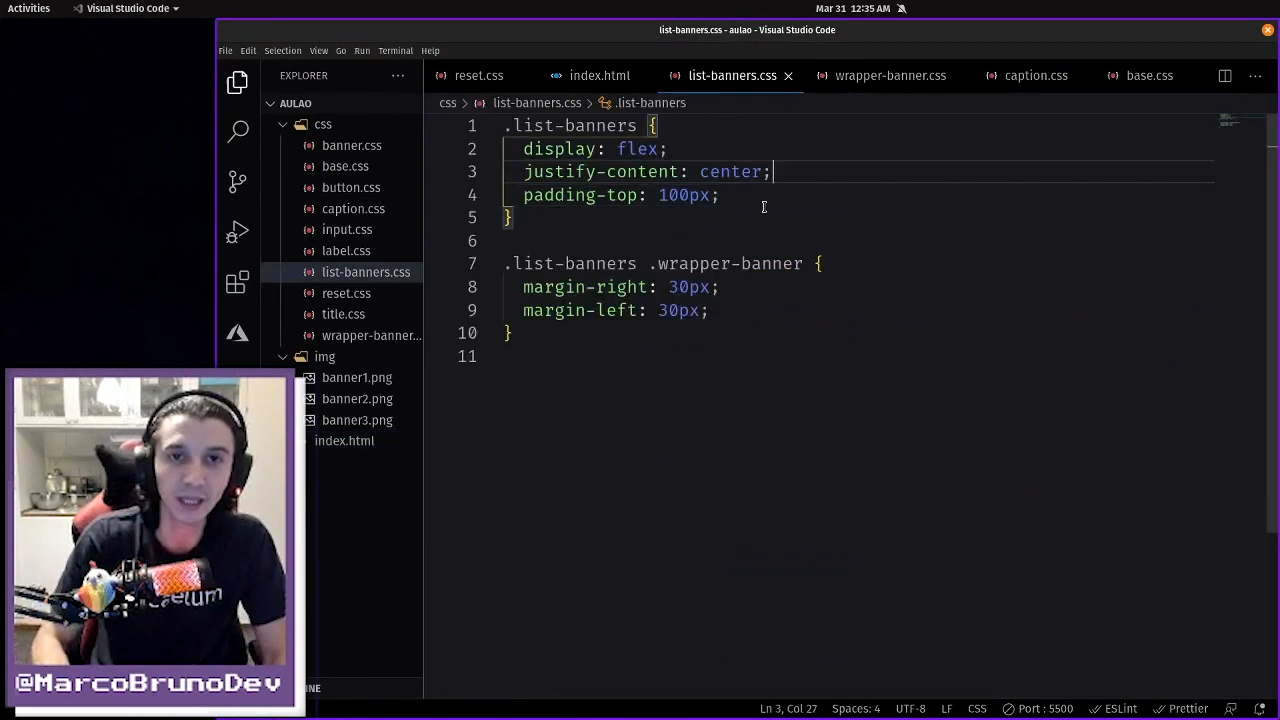 Activities
Visual Studio Code
Mar 31 12:35 AM
list-banners.css - aulao - Visual Studio Code
File Edit Selection View Go Run Terminal Help
EXPLORER
reset.css
index.html
list-banners.css
wrapper-banner.css
caption.css
base.css
AULAO
css > list-banners.css > .list-banners
css
banner.css
base.css
button.css
caption.css
input.css
label.css
list-banners.css
reset.css
title.css
wrapper-banner...
img
banner1.png
banner2.png
banner3.png
index.html
1 .list-banners {
2 display: flex;
3 justify-content: center;
4 padding-top: 100px;
5 }
6
7 .list-banners .wrapper-banner {
8 margin-right: 30px;
9 margin-left: 30px;
10 }
11
aelum
@MarcoBrunoDev
INE
Ln 3, Col 27 Spaces: 4 UTF-8 LF CSS Port : 5500 ESLint Prettier